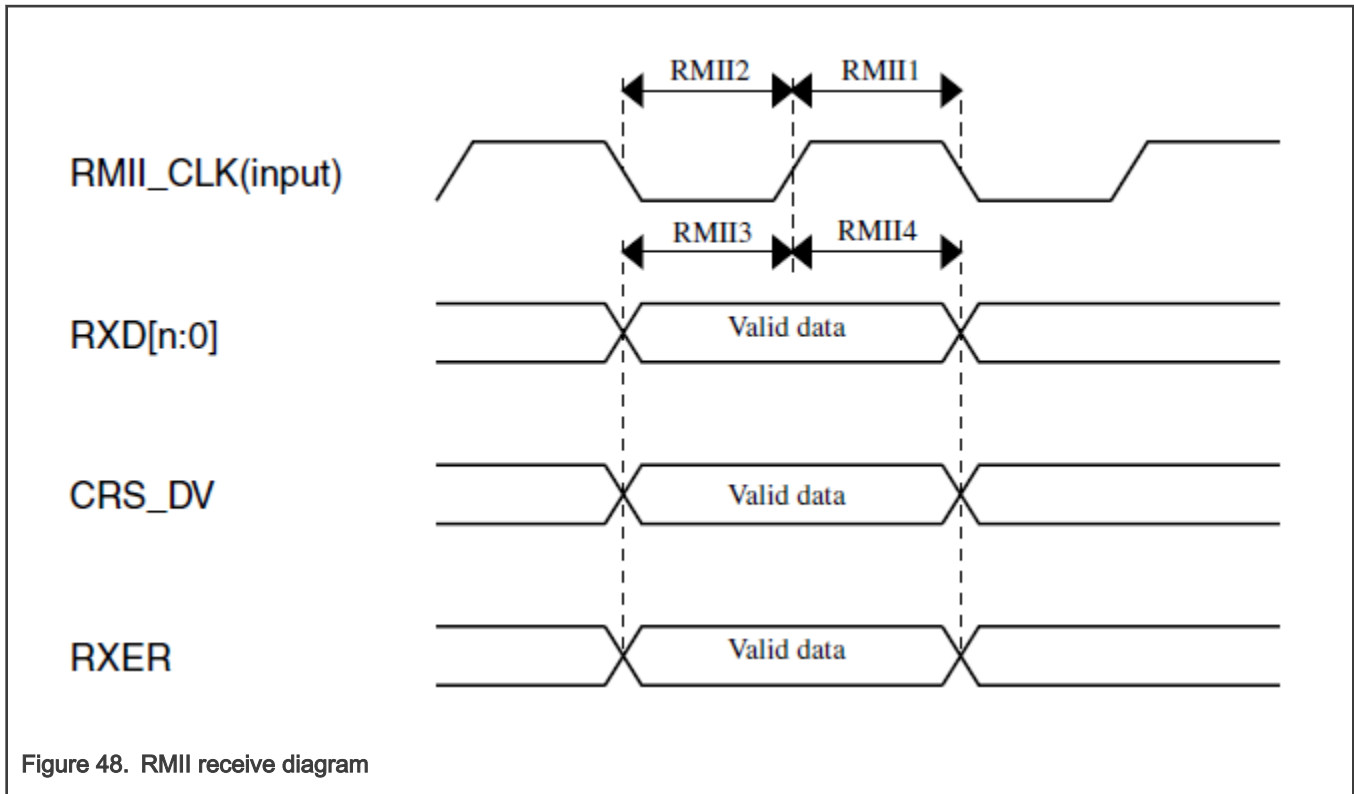 RMII2 RMII1
RMII_CLK(input)
RMII3 RMII4
RXD[n:0] Valid data
CRS_DV Valid data
RXER Valid data
Figure 48. RMII receive diagram